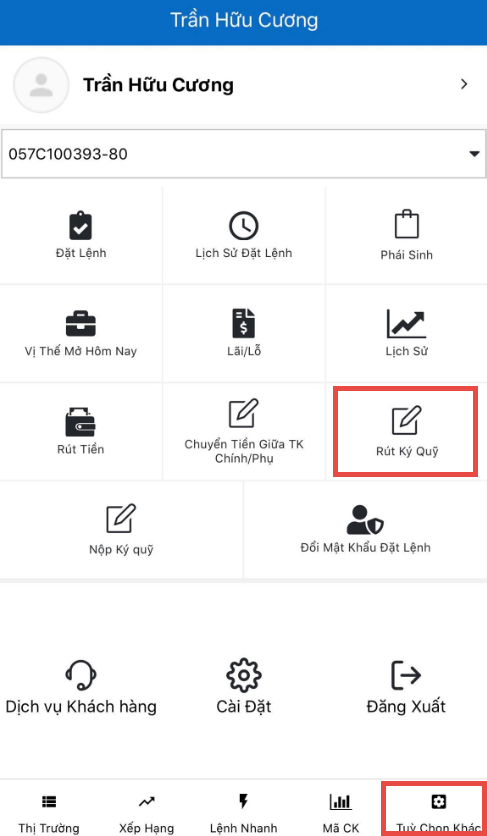 Trần Hữu Cương
Trần Hữu Cương
057C100393-80
Đặt Lệnh
Lịch Sử Đặt Lệnh
Phái Sinh
Vị Thế Mở Hôm Nay
Lãi/Lỗ
Lịch Sử
Rút Tiền
Chuyển Tiền Giữa TK
Chính/Phụ
Rút Ký Quỹ
Nộp Ký quỹ
Đổi Mật Khẩu Đặt Lệnh
Dịch vụ Khách hàng
Cài Đặt
Đăng Xuất
Thị Trường
Xếp Hạng
Lệnh Nhanh
Mã CK
Tuỳ Chọn Khác